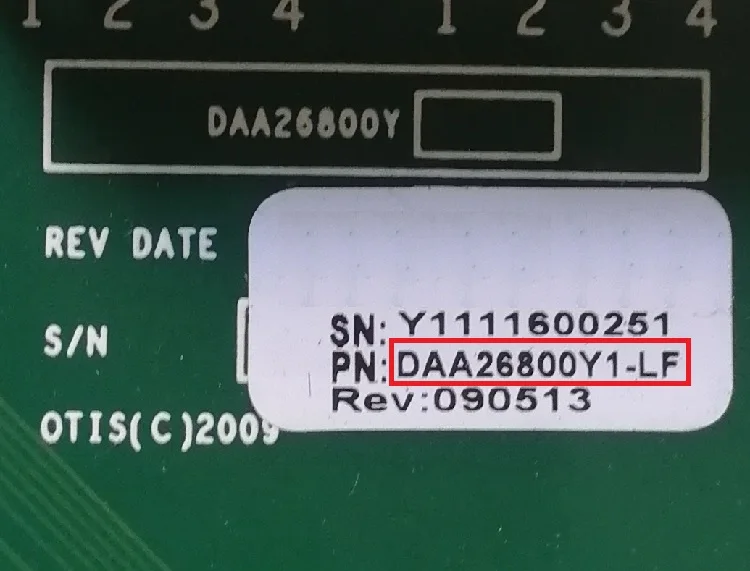 1 2 3 4 1 2 3 4
DAA26800Y
REV DATE
SN: Y1111600251
S/N
PN: DAA26800Y1-LF
Rev:090513
OTIS(C)2009